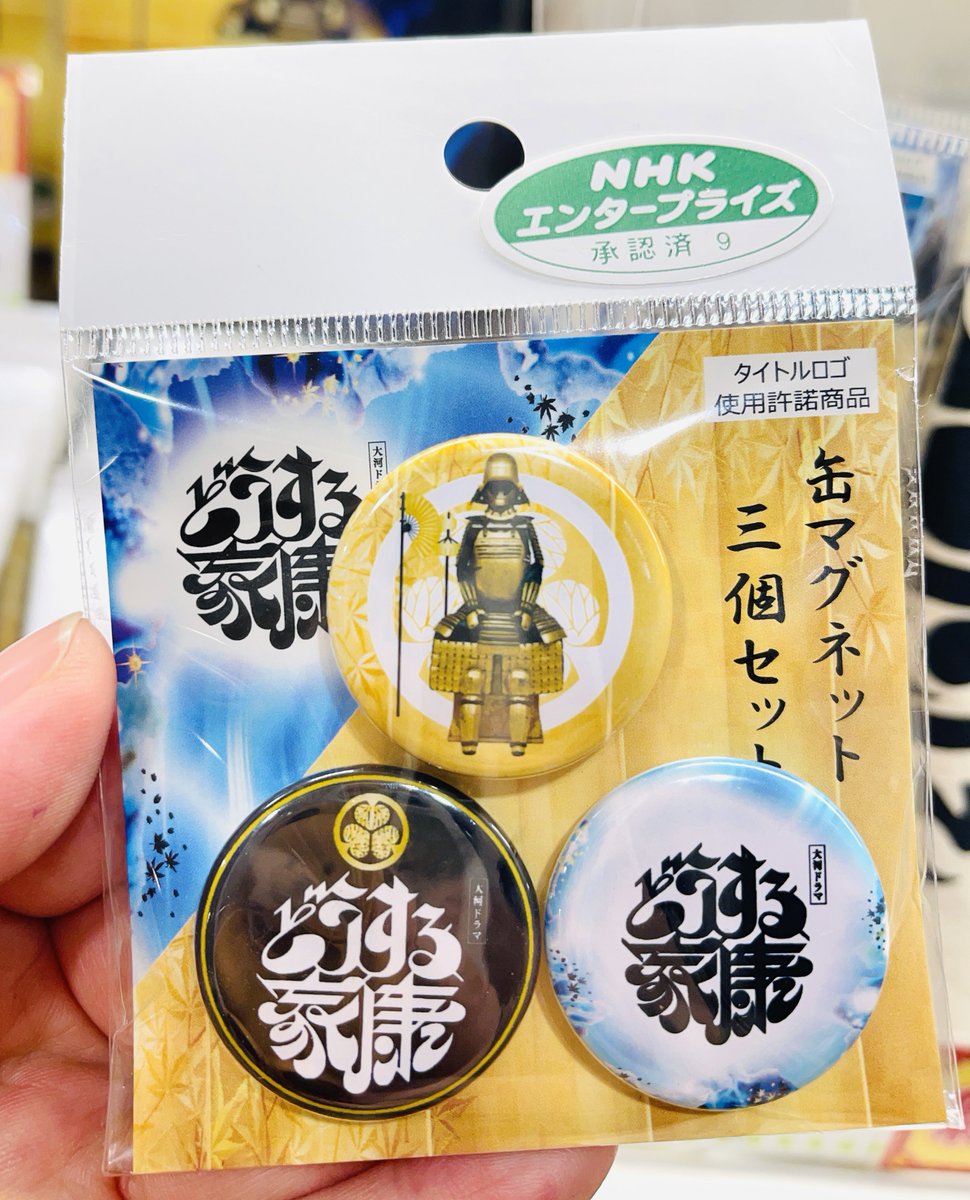 NHK
エンタープライズ
承認済 9
タイトルロゴ
使用許諾商品
缶マグネット
三個セット
大河ド
どうする
家康
大河ドラマ
どうする
家康
大河ドラマ
どうする
家康